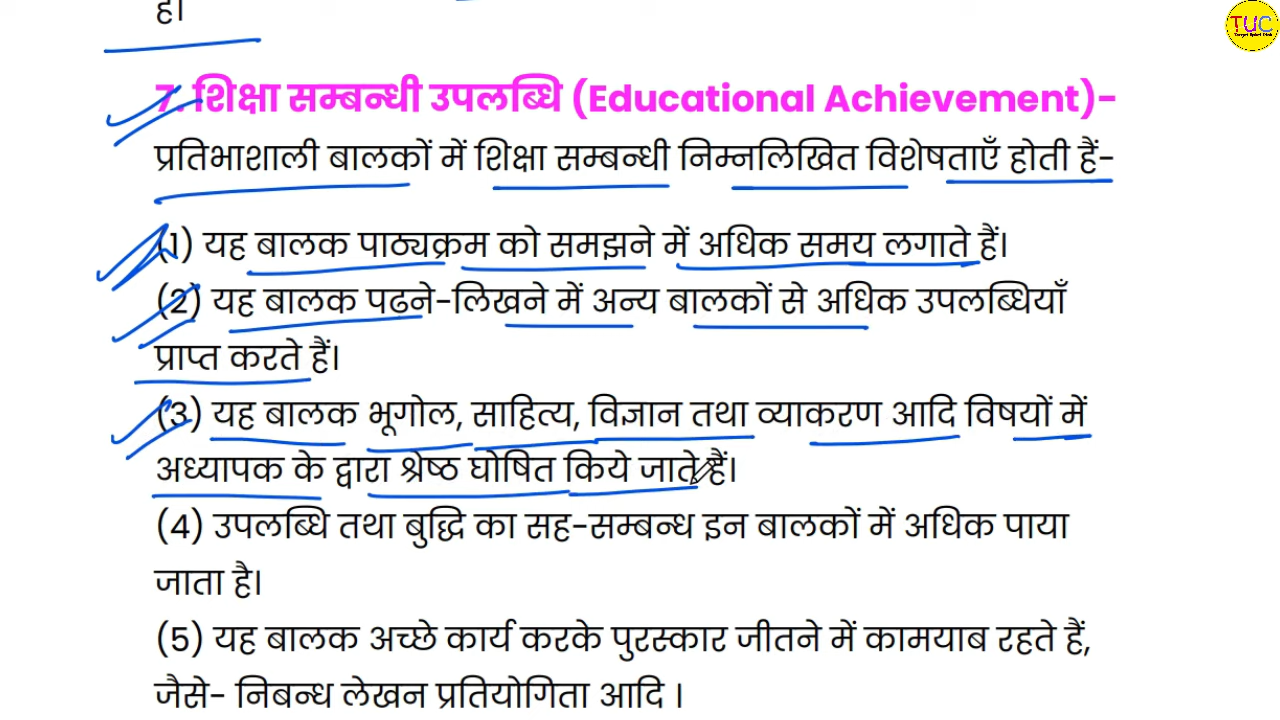 है।
TUC
7. शिक्षा सम्बन्धी उपलब्धि (Educational Achievement)-
प्रतिभाशाली बालकों में शिक्षा सम्बन्धी निम्नलिखित विशेषताएँ होती हैं-
(1) यह बालक पाठ्यक्रम को समझने में अधिक समय लगाते हैं।
(2) यह बालक पढने-लिखने में अन्य बालकों से अधिक उपलब्धियाँ
प्राप्त करते हैं।
(3) यह बालक भूगोल, साहित्य, विज्ञान तथा व्याकरण आदि विषयों में
अध्यापक के द्वारा श्रेष्ठ घोषित किये जाते हैं।
(4) उपलब्धि तथा बुद्धि का सह-सम्बन्ध इन बालकों में अधिक पाया
जाता है।
(5) यह बालक अच्छे कार्य करके पुरस्कार जीतने में कामयाब रहते हैं,
जैसे- निबन्ध लेखन प्रतियोगिता आदि ।